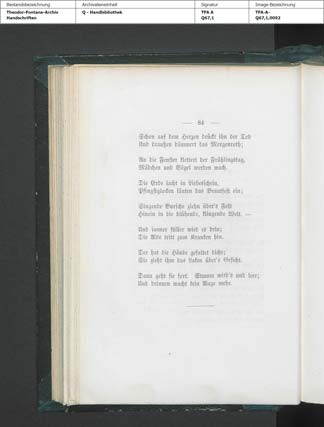 Bestandsbezeichnung
Theodor-Fontane-Archiv
Handschriften
Archivalieneinheit
Q - Handbibliothek
Signatur
TFA A
Q67,1
Image-Bezeichnung
TFA-A-
Q67,1,0002
— 84 —
Schon auf dem Herzen drückt ihn der Tod
Und draußen dämmert das Morgenroth;
An die Fenster klettert der Frühlingstag,
Mädchen und Vögel werden wach.
Die Erde lacht in Liebesschein,
Pfingstglocken läuten das Brautfest ein;
Singende Bursche ziehn über's Feld
Hinein in die blühende, klingende Welt. —
Und immer stiller wird es drin;
Die Alte tritt zum Kranken hin.
Der hat die Hände gefaltet dicht;
Sie zieht ihm das Laken über's Gesicht.
Dann geht sie fort. Stumm wird's und leer;
Und drinnen wacht kein Auge mehr.